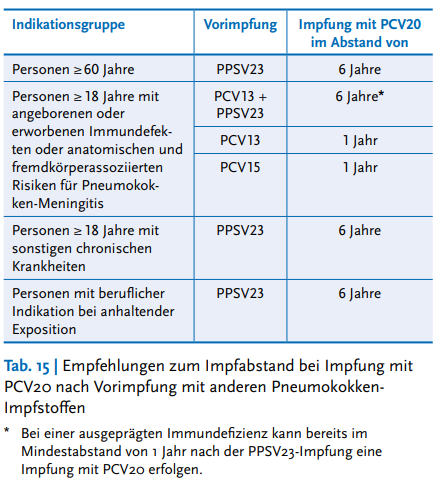 Indikationsgruppe Vorimpfung Impfung mit PCV20
im Abstand von
Personen ≥ 60 Jahre PPSV23 6 Jahre
Personen ≥ 18 Jahre mit PCV13 + 6 Jahre*
angeborenen oder PPSV23
erworbenen Immundefek-
ten oder anatomischen und PCV13 1 Jahr
fremdkörperassoziierten PCV15 1 Jahr
Risiken für Pneumokok-
ken-Meningitis
Personen ≥ 18 Jahre mit PPSV23 6 Jahre
sonstigen chronischen
Krankheiten
Personen mit beruflicher PPSV23 6 Jahre
Indikation bei anhaltender
Exposition
Tab. 15 | Empfehlungen zum Impfabstand bei Impfung mit
PCV20 nach Vorimpfung mit anderen Pneumokokken-
Impfstoffen
* Bei einer ausgeprägten Immundefizienz kann bereits im
Mindestabstand von 1 Jahr nach der PPSV23-Impfung eine
Impfung mit PCV20 erfolgen.